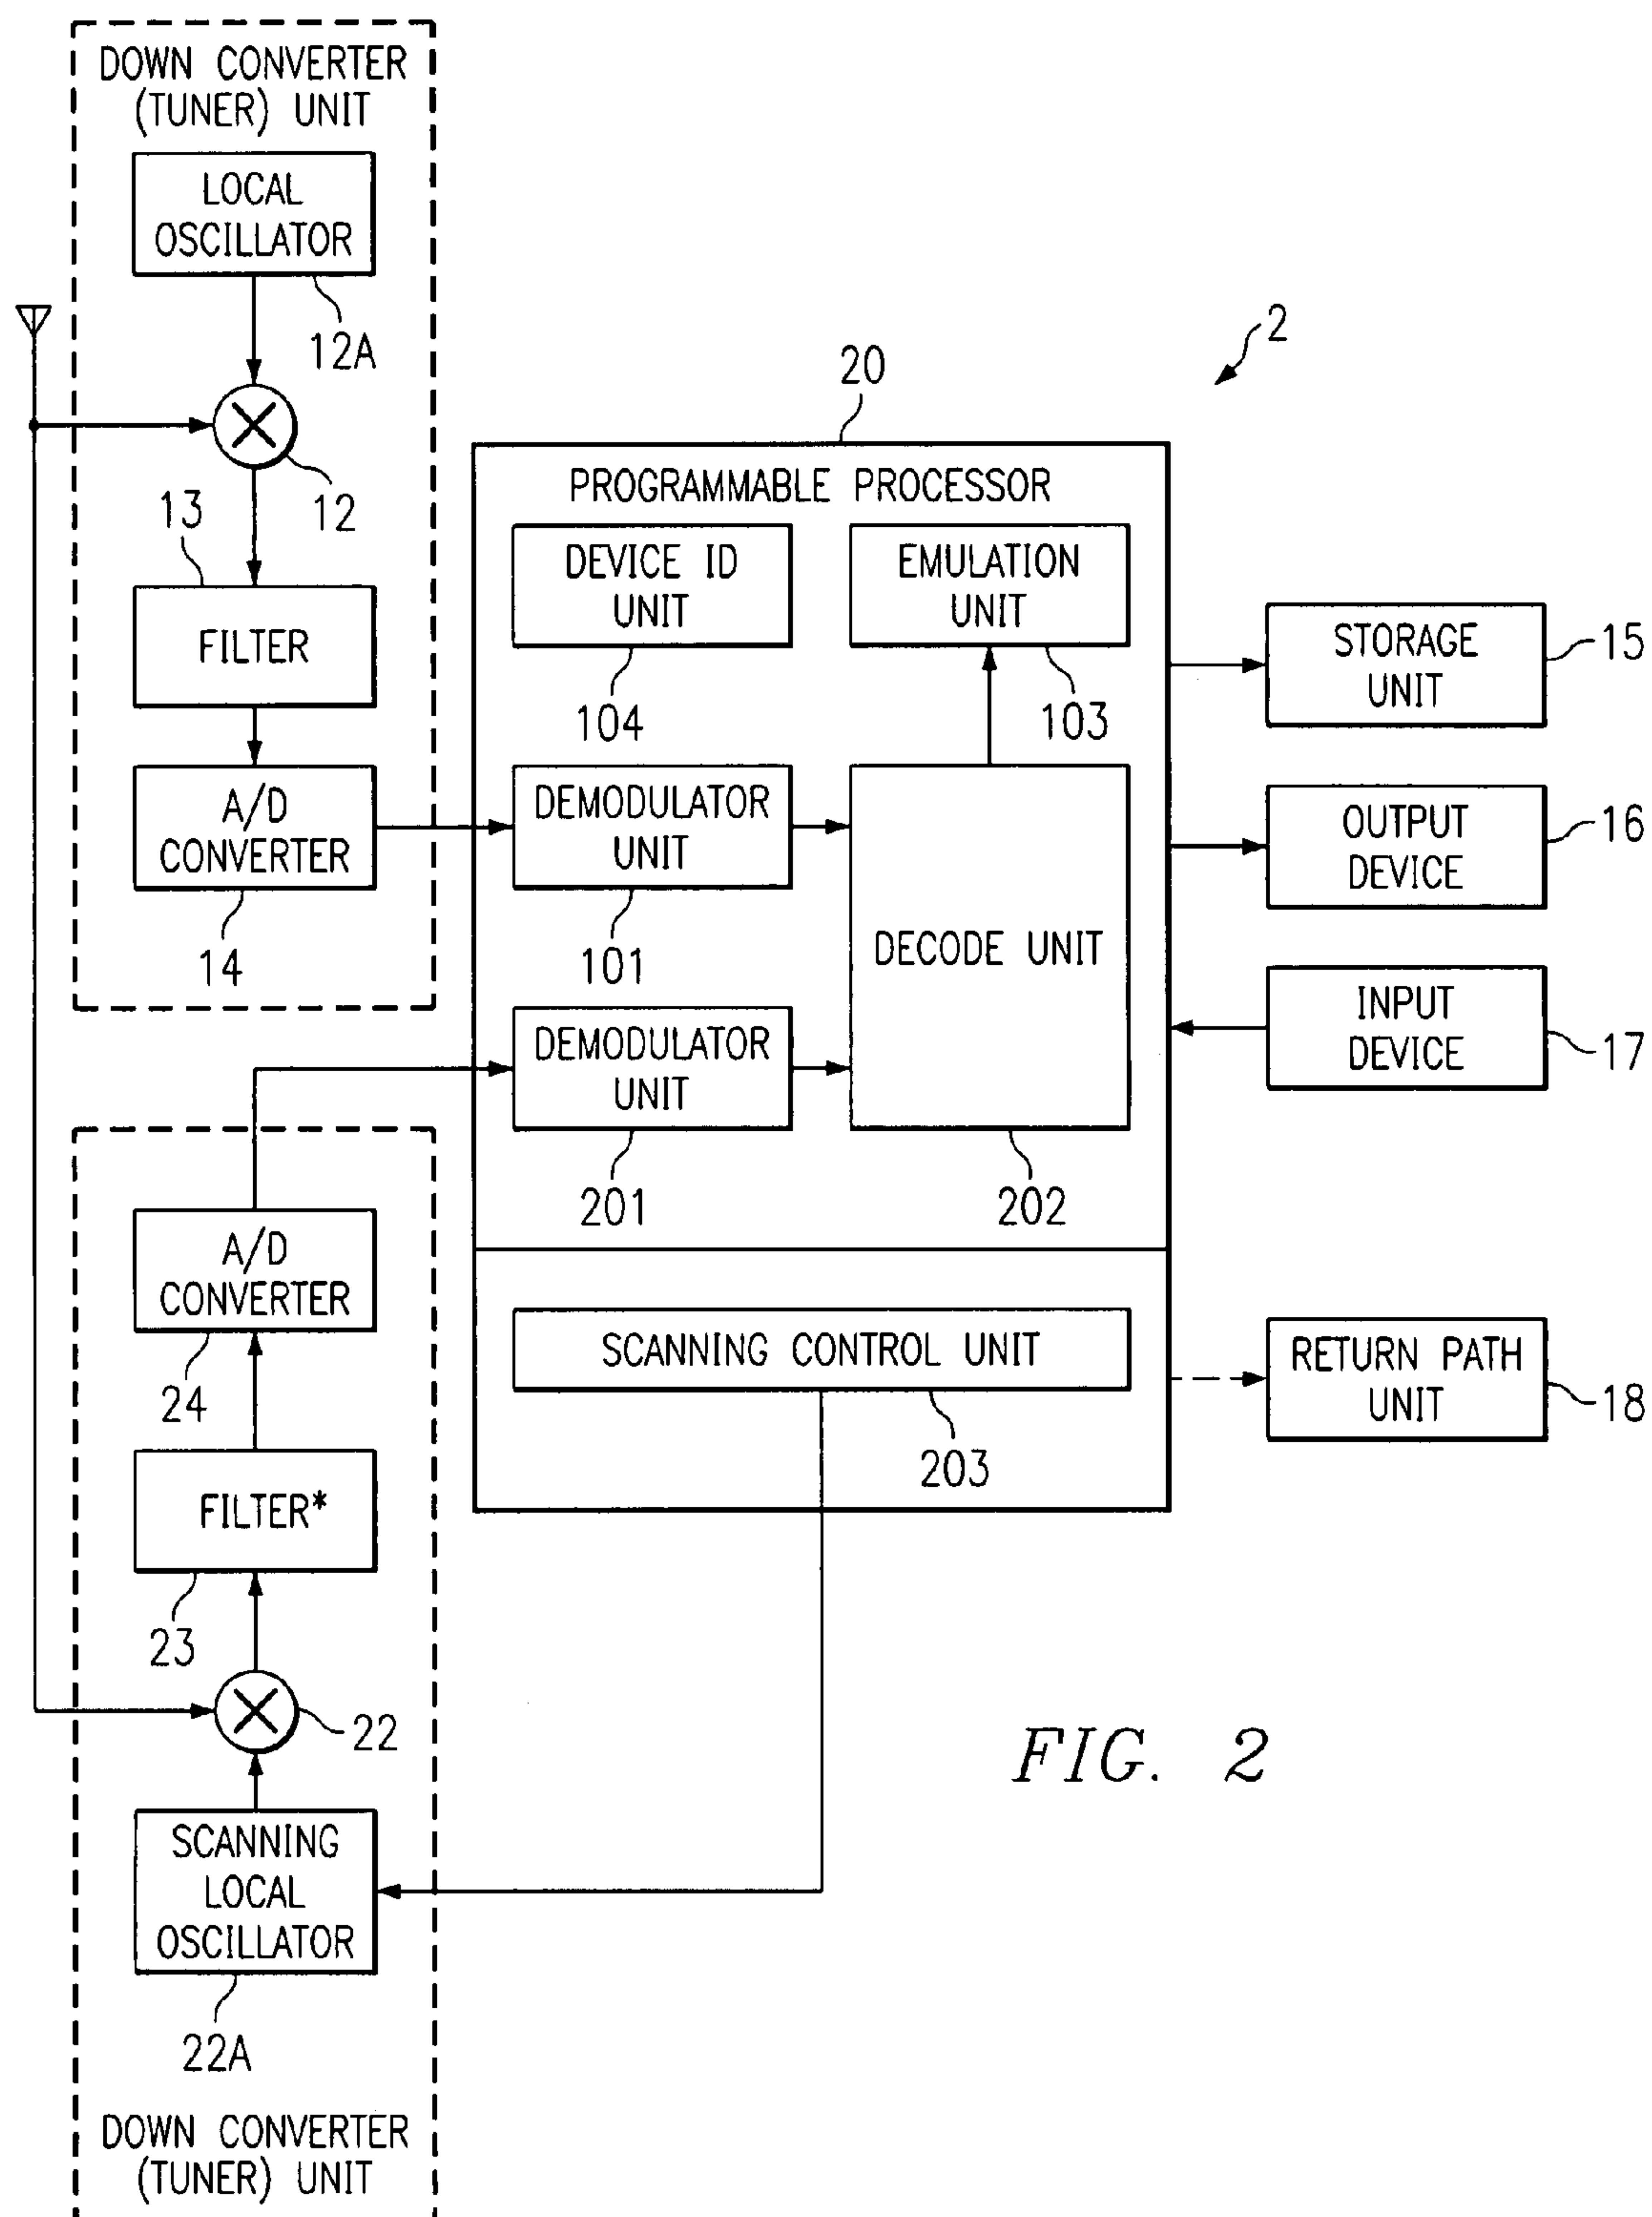 DOWN CONVERTER
(TUNER) UNIT
LOCAL
OSCILLATOR
12A
12
13
FILTER
A/D
CONVERTER
14
2
20
PROGRAMMABLE PROCESSOR
DEVICE ID
UNIT
104
EMULATION
UNIT
103
DEMODULATOR
UNIT
101
DECODE UNIT
DEMODULATOR
UNIT
201
202
SCANNING CONTROL UNIT
203
STORAGE
UNIT
15
OUTPUT
DEVICE
16
INPUT
DEVICE
17
RETURN PATH
UNIT
18
A/D
CONVERTER
24
FILTER*
23
22
SCANNING
LOCAL
OSCILLATOR
22A
DOWN CONVERTER
(TUNER) UNIT
FIG. 2